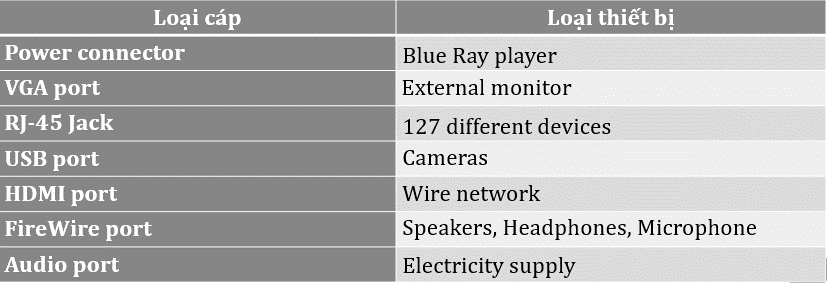 Loại cáp Loại thiết bị
Power connector Blue Ray player
VGA port External monitor
RJ-45 Jack 127 different devices
USB port Cameras
HDMI port Wire network
FireWire port Speakers, Headphones, Microphone
Audio port Electricity supply